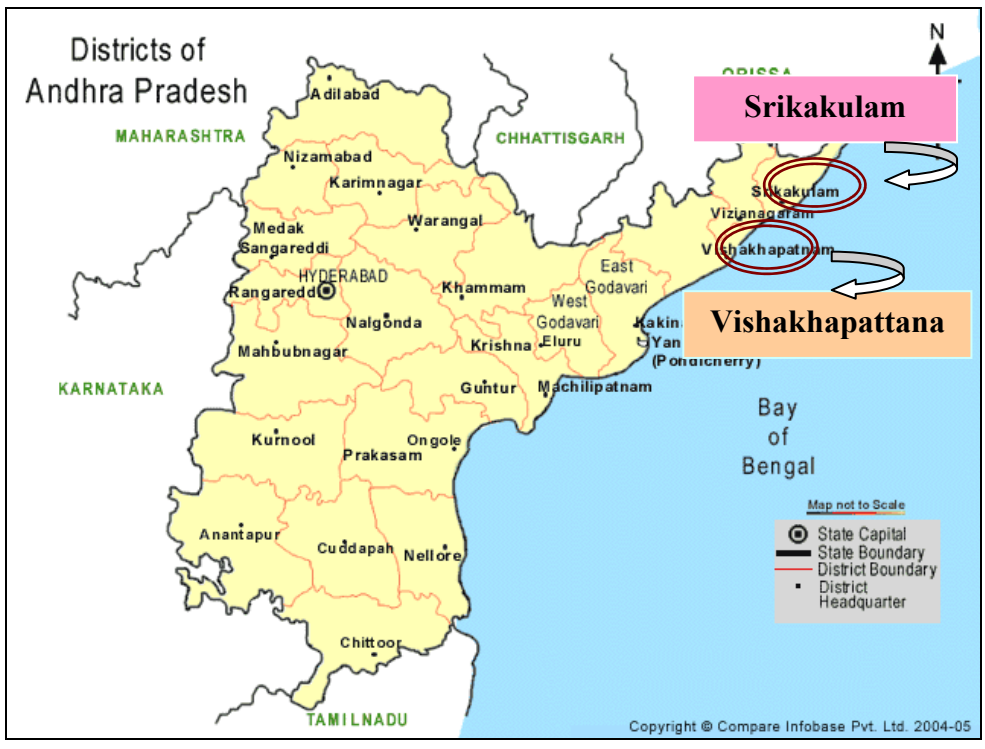 Districts of
Andhra Pradesh
N
Srikakulam
Adilabad
MAHARASHTRA
CHHATTISGARH
Nizamabad
Karimnagar
Srikakulam
Warangal
Vizianagaram
Medak
Sangareddi
Vishakhapatnam
HYDERABAD
East
Godavari
Rangareddi
Khammam
West
Godavari
Vishakhapattana
Nalgonda
Krishna
Eluru
Mahbubnagar
(Pondicherry)
KARNATAKA
Guntur
Machilipatnam
Bay
of
Bengal
Kurnool
Ongole
Prakasam
Map not to Scale
Anantapur
Cuddapah
Nellore
State Capital
State Boundary
District Boundary
District
Headquarter
Chittoor
TAMILNADU
Copyright © Compare Infobase Pvt. Ltd. 2004-05